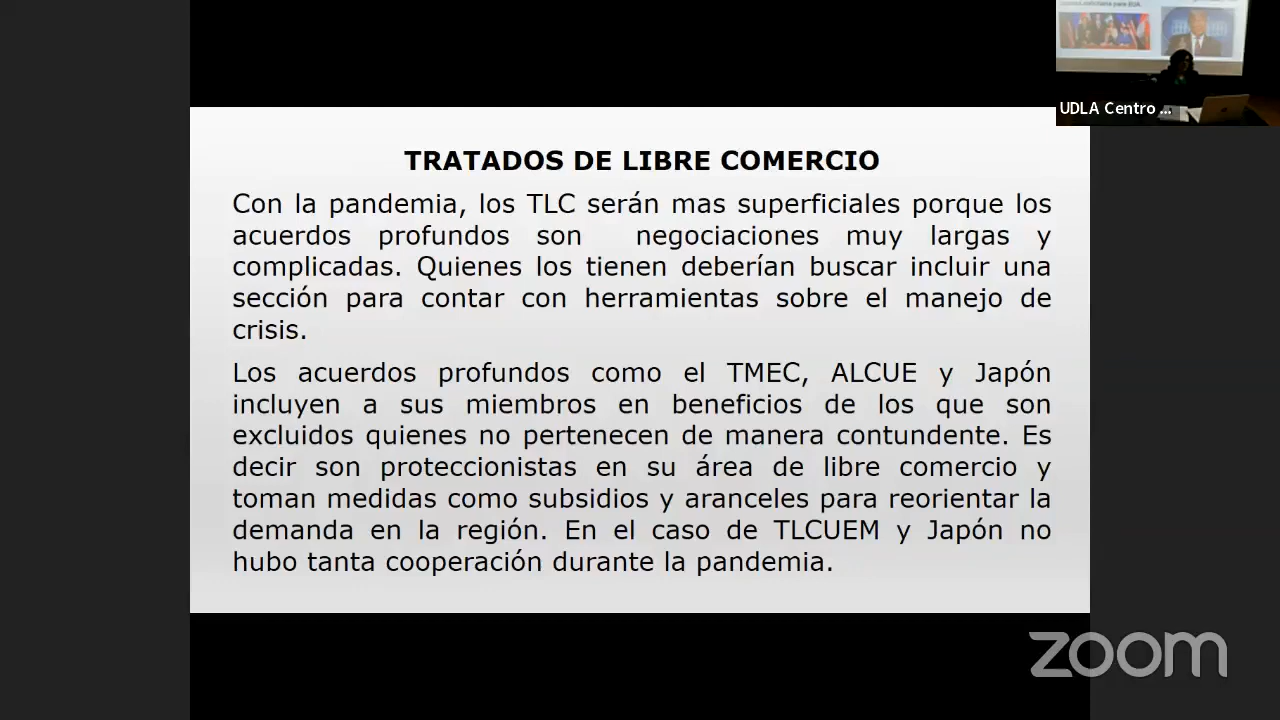 UDLA Centro ...
TRATADOS DE LIBRE COMERCIO
Con la pandemia, los TLC serán mas superficiales porque los
acuerdos profundos son negociaciones muy largas y
complicadas. Quienes los tienen deberían buscar incluir una
sección para contar con herramientas sobre el manejo de
crisis.
Los acuerdos profundos como el TMEC, ALCUE y Japón
incluyen a sus miembros en beneficios de los que son
excluidos quienes no pertenecen de manera contundente. Es
decir son proteccionistas en su área de libre comercio y
toman medidas como subsidios y aranceles para reorientar la
demanda en la región. En el caso de TLCUEM y Japón no
hubo tanta cooperación durante la pandemia.
zoom